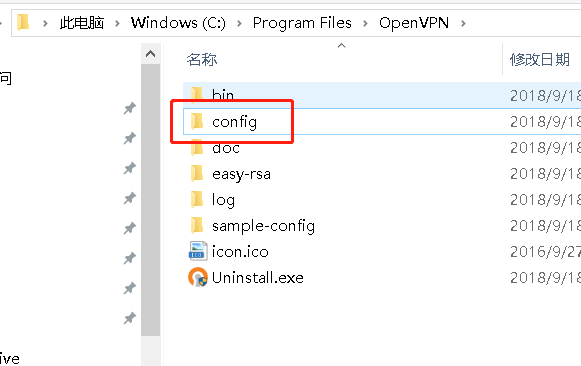 此电脑 > Windows (C:) > Program Files > OpenVPN >
名称 修改日期
问
bin 2018/9/18
config 2018/9/18
doc 2018/9/18
easy-rsa 2018/9/18
log 2018/9/18
sample-config 2018/9/18
icon.ico 2016/9/27
Uninstall.exe 2018/9/18
ive